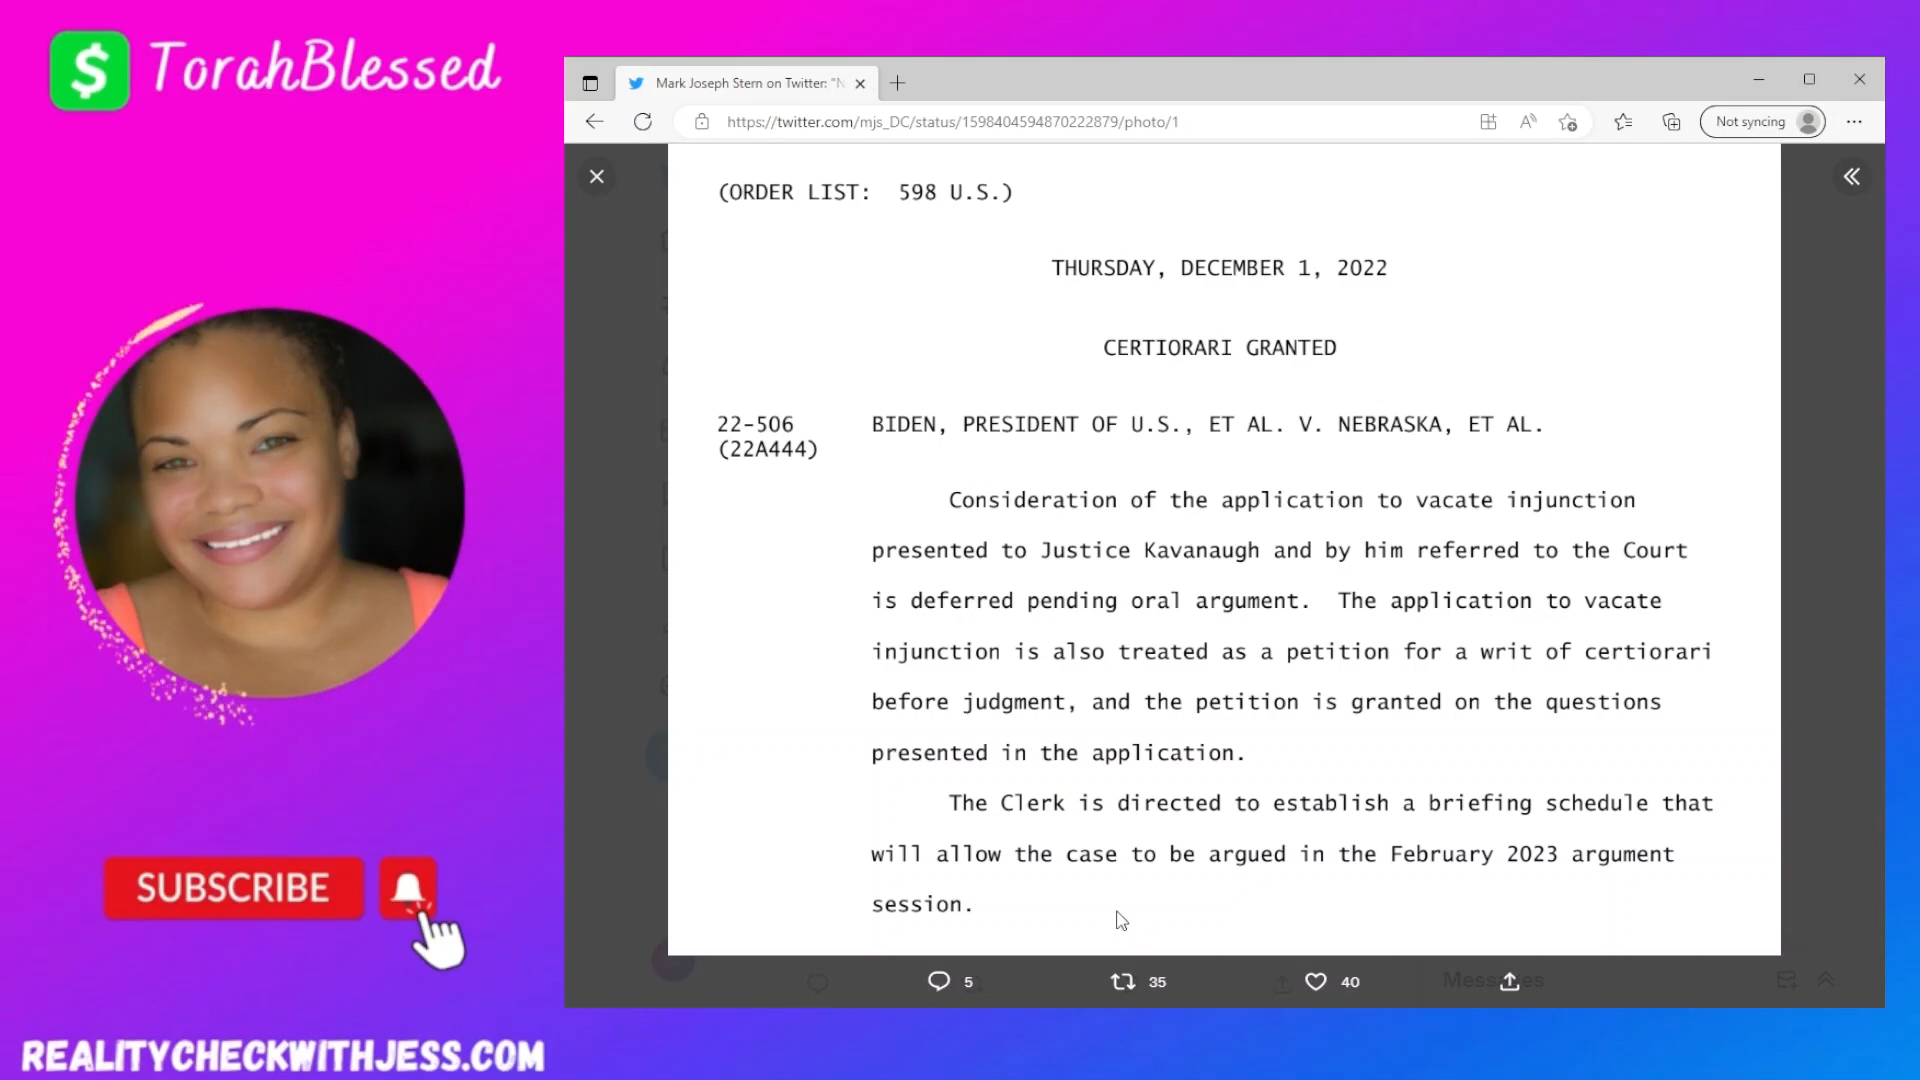 $ TorahBlessed
SUBSCRIBE
REALITYCHECKWITHJESS.COM
Mark Joseph Stern on Twitter: "N
https://twitter.com/mjs_DC/status/1598404594870222879/photo/1
Not syncing
(ORDER LIST: 598 U.S.)
THURSDAY, DECEMBER 1, 2022
CERTIORARI GRANTED
22-506 BIDEN, PRESIDENT OF U.S., ET AL. V. NEBRASKA, ET AL.
(22A444)
Consideration of the application to vacate injunction
presented to Justice Kavanaugh and by him referred to the Court
is deferred pending oral argument. The application to vacate
injunction is also treated as a petition for a writ of certiorari
before judgment, and the petition is granted on the questions
presented in the application.
The Clerk is directed to establish a briefing schedule that
will allow the case to be argued in the February 2023 argument
session.
5 35 40
Messages